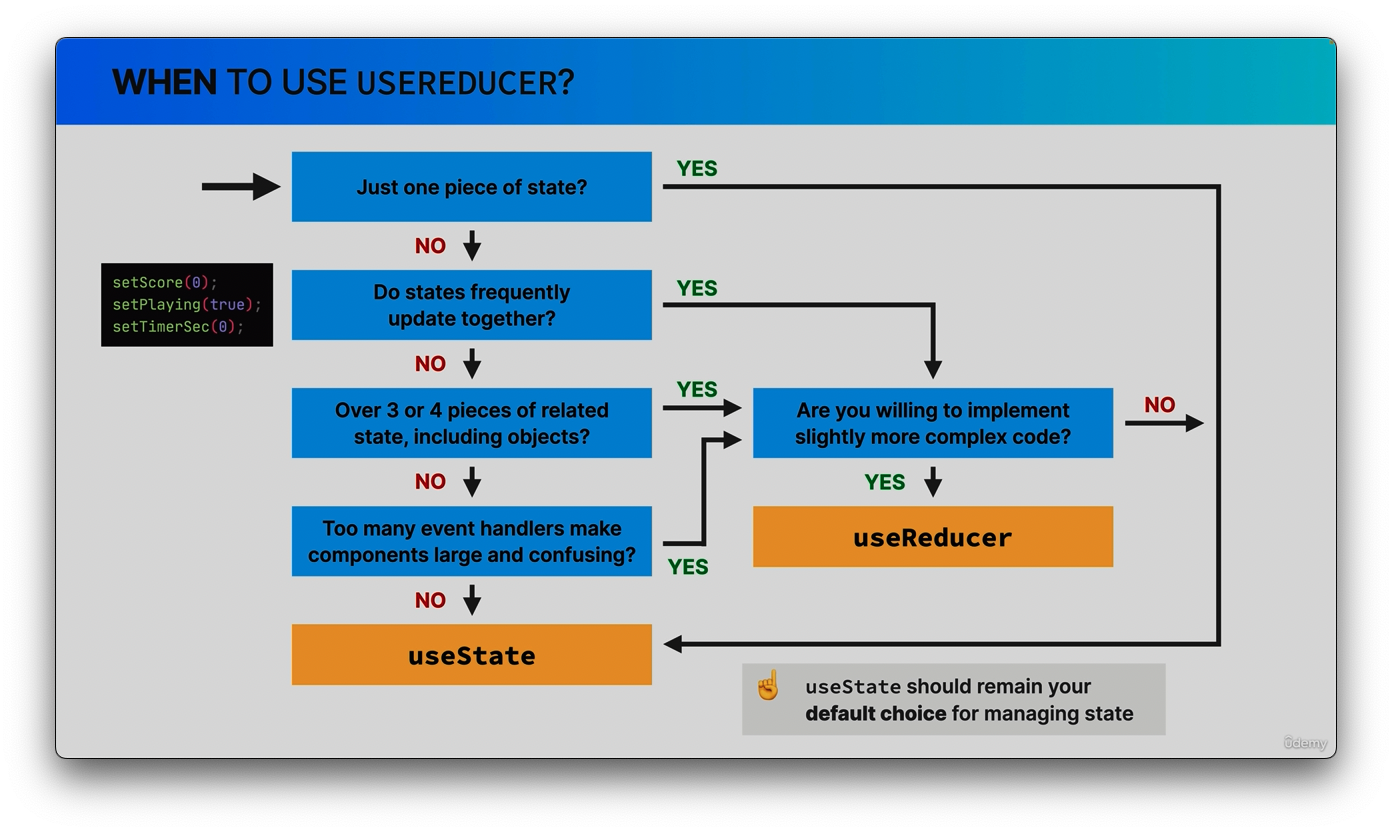 WHEN TO USE USEREDUCER?
Just one piece of state?
YES
NO
setScore(0);
setPlaying(true);
setTimerSec(0);
Do states frequently
update together?
YES
NO
Over 3 or 4 pieces of related
state, including objects?
YES
Are you willing to implement
slightly more complex code?
NO
NO
YES
Too many event handlers make
components large and confusing?
YES
useReducer
NO
useState
useState should remain your
default choice for managing state
ûdemy